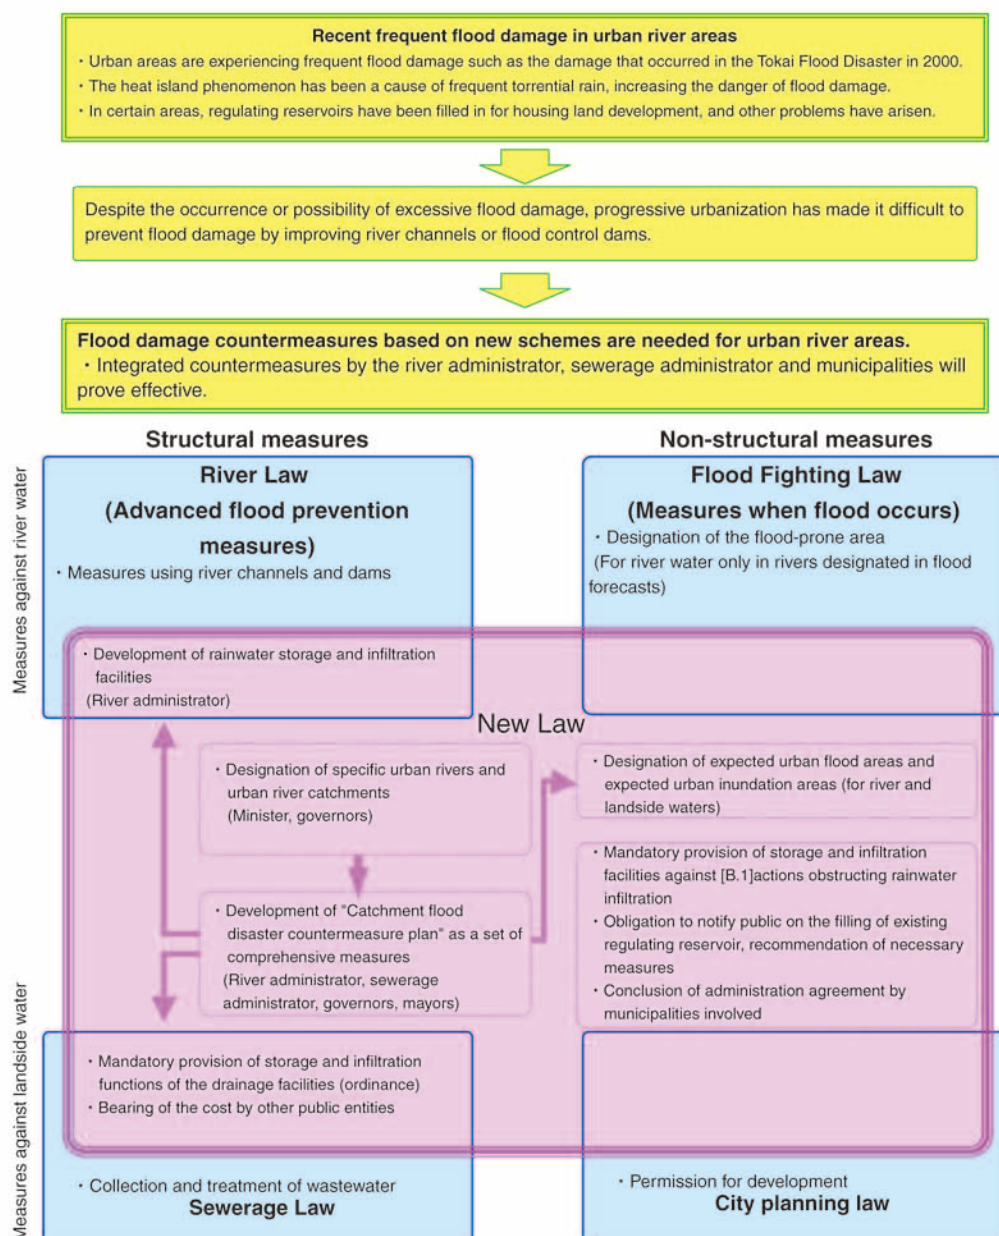 Recent frequent flood damage in urban river areas
・Urban areas are experiencing frequent flood damage such as the damage that occurred in the Tokai Flood Disaster in 2000.
・The heat island phenomenon has been a cause of frequent torrential rain, increasing the danger of flood damage.
・In certain areas, regulating reservoirs have been filled in for housing land development, and other problems have arisen.
Despite the occurrence or possibility of excessive flood damage, progressive urbanization has made it difficult to
prevent flood damage by improving river channels or flood control dams.
Flood damage countermeasures based on new schemes are needed for urban river areas.
・Integrated countermeasures by the river administrator, sewerage administrator and municipalities will
prove effective.
Structural measures
Non-structural measures
Measures against river water
River Law
(Advanced flood prevention
measures)
・Measures using river channels and dams
Flood Fighting Law
(Measures when flood occurs)
・Designation of the flood-prone area
(For river water only in rivers designated in flood
forecasts)
・Development of rainwater storage and infiltration
facilities
(River administrator)
New Law
・Designation of specific urban rivers and
urban river catchments
(Minister, governors)
・Designation of expected urban flood areas and
expected urban inundation areas (for river and
landside waters)
・Development of "Catchment flood
disaster countermeasure plan" as a set of
comprehensive measures
(River administrator, sewerage
administrator, governors, mayors)
・Mandatory provision of storage and infiltration
facilities against [B.1]actions obstructing rainwater
infiltration
・Obligation to notify public on the filling of existing
regulating reservoir, recommendation of necessary
measures
・Conclusion of administration agreement by
municipalities involved
Measures against landside water
・Mandatory provision of storage and infiltration
functions of the drainage facilities (ordinance)
・Bearing of the cost by other public entities
・Collection and treatment of wastewater
Sewerage Law
・Permission for development
City planning law